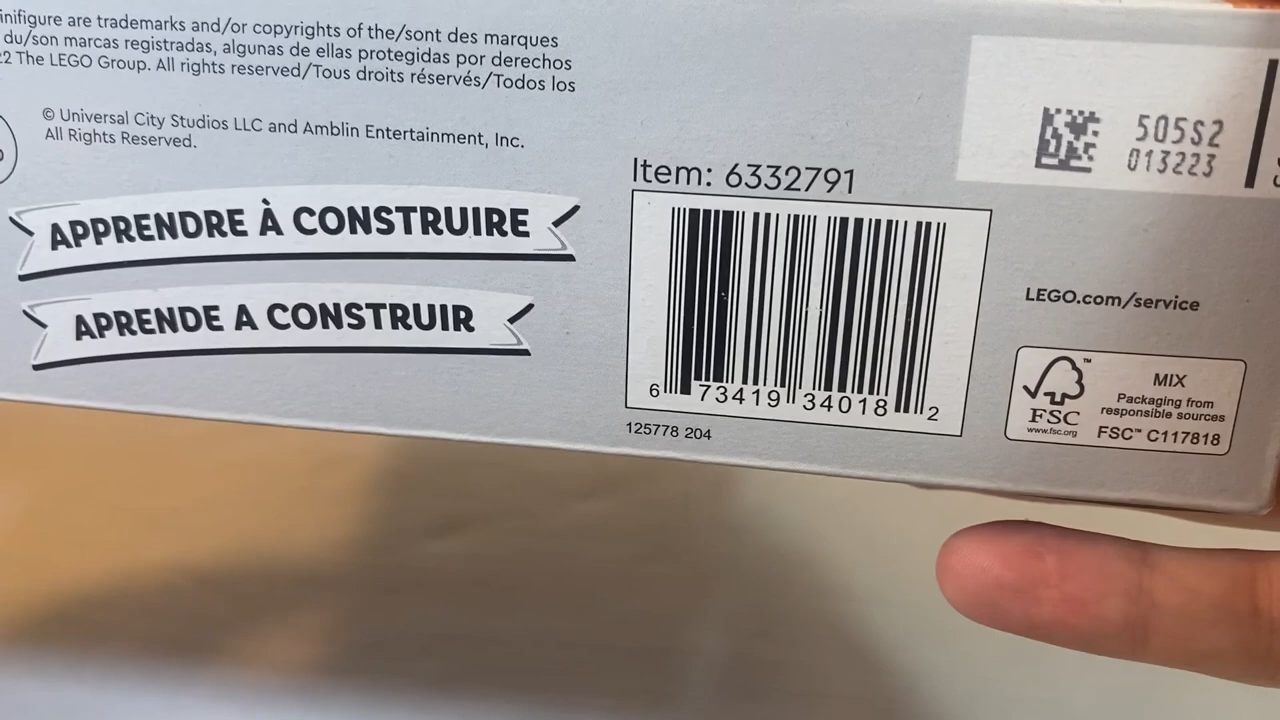 inifigure are trademarks and/or copyrights of the/sont des marques
du/son marcas registradas, algunas de ellas protegidas por derechos
The LEGO Group. All rights reserved/Tous droits réservés/Todos los
© Universal City Studios LLC and Amblin Entertainment, Inc.
All Rights Reserved.
APPRENDRE À CONSTRUIRE
APRENDE A CONSTRUIR
Item: 6332791
6 73419 34018 2
125778 204
505S2
013223
LEGO.com/service
FSC
www.fsc.org
MIX
Packaging from
responsible sources
FSC™ C117818